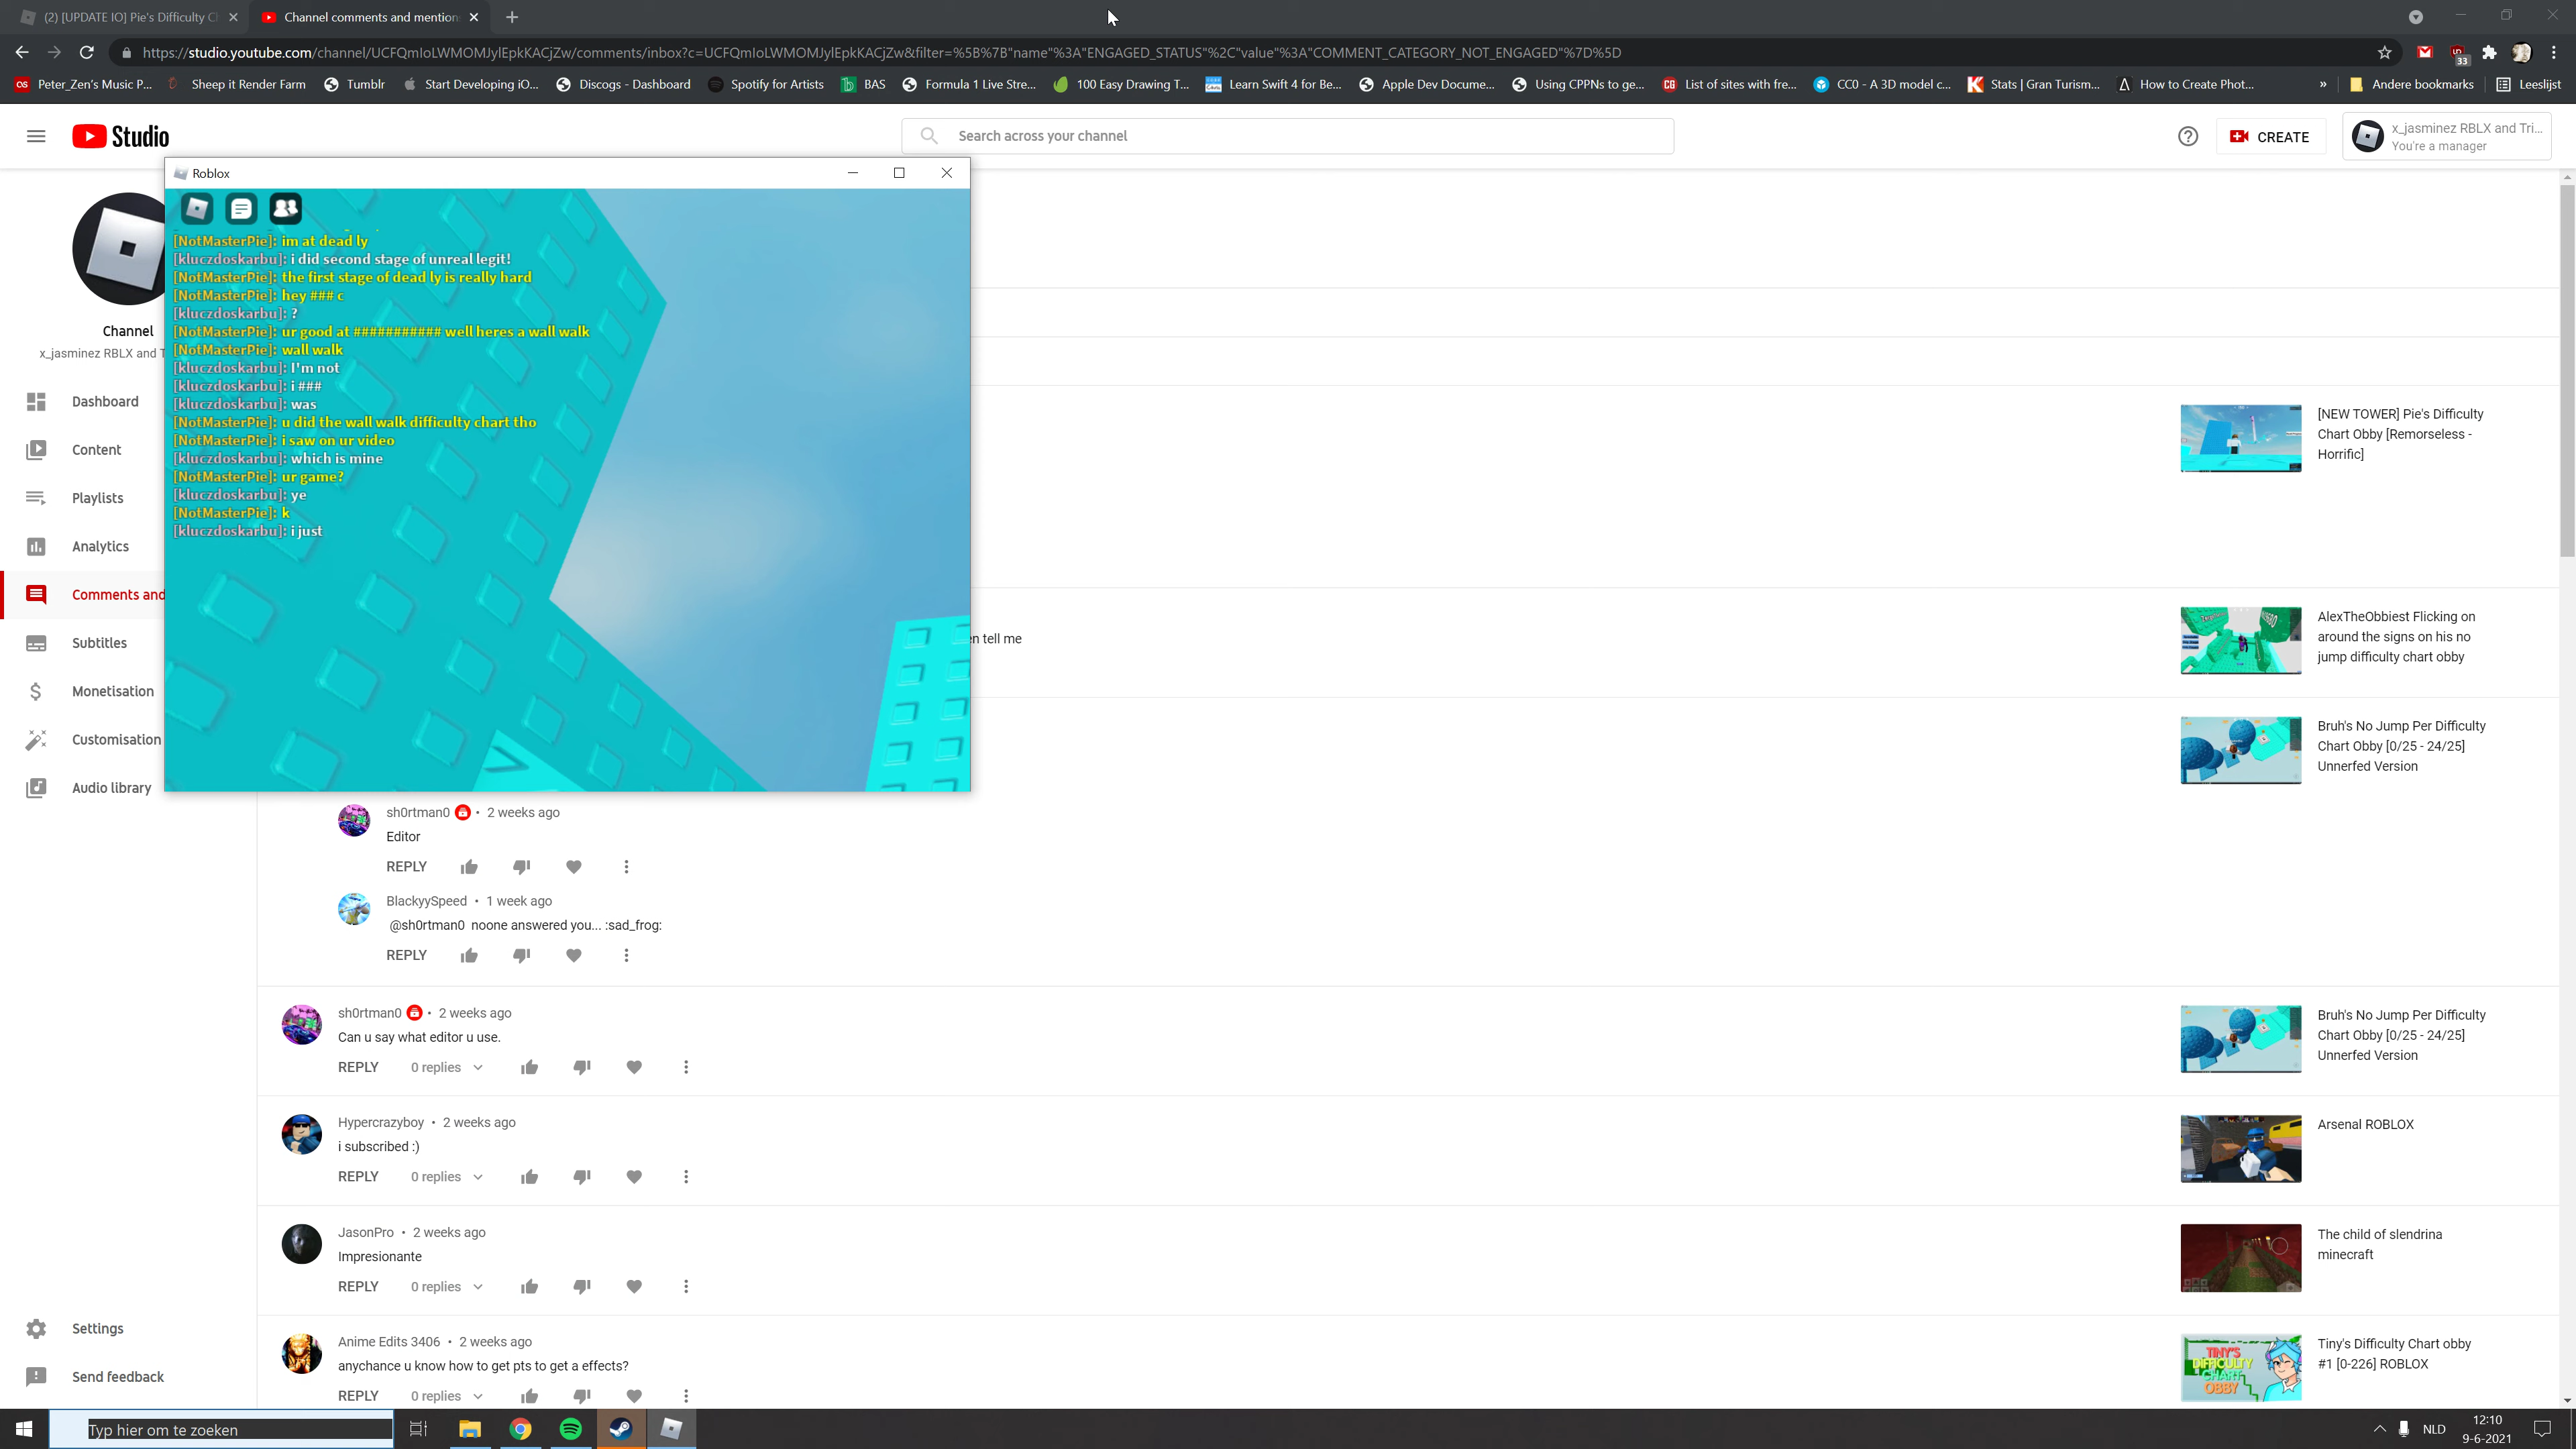 (2) [UPDATE IO] Pie's Difficulty Cl
Channel comments and mention
https://studio.youtube.com/channel/UCFQmIoLWMOMJylEpkKACjZw/comments/inbox?c=UCFQmIoLWMOMJylEpkKACjZw&filter=%5B%7B"name"%3A"ENGAGED_STATUS"%2C"value"%3A"COMMENT_CATEGORY_NOT_ENGAGED"%7D%5D
33
Peter_Zen's Music P...
Sheep it Render Farm
Tumblr
Start Developing iO...
Discogs - Dashboard
Spotify for Artists
BAS
Formula 1 Live Stre...
100 Easy Drawing T...
Learn Swift 4 for Be...
Apple Dev Docume...
Using CPPNs to ge...
List of sites with fre...
CC0 - A 3D model c...
Stats | Gran Turism...
How to Create Phot...
»
Andere bookmarks
Leeslijst
Studio
Search across your channel
CREATE
x_jasminez RBLX and Tri...
You're a manager
Roblox
[NotMasterPie]: im at dead ly
[kluczdoskarbu]: i did second stage of unreal legit!
[NotMasterPie]: the first stage of dead ly is really hard
[NotMasterPie]: hey ### c
[kluczdoskarbu]: ?
[NotMasterPie]: ur good at ########### well heres a wall walk
[NotMasterPie]: wall walk
[kluczdoskarbu]: I'm not
[kluczdoskarbu]: i ###
[kluczdoskarbu]: was
[NotMasterPie]: u did the wall walk difficulty chart tho
[NotMasterPie]: i saw on ur video
[kluczdoskarbu]: which is mine
[NotMasterPie]: ur game?
[kluczdoskarbu]: ye
[NotMasterPie]: k
[kluczdoskarbu]: i just
Channel
x_jasminez RBLX and T
Dashboard
Content
Playlists
Analytics
Comments and
Subtitles
Monetisation
Customisation
Audio library
Settings
Send feedback
[NEW TOWER] Pie's Difficulty
Chart Obby [Remorseless -
Horrific]
en tell me
AlexTheObbiest Flicking on
around the signs on his no
jump difficulty chart obby
Bruh's No Jump Per Difficulty
Chart Obby [0/25 - 24/25]
Unnerfed Version
sh0rtman0 • 2 weeks ago
Editor
REPLY
BlackyySpeed • 1 week ago
@sh0rtman0 noone answered you... :sad_frog:
REPLY
sh0rtman0 • 2 weeks ago
Can u say what editor u use.
REPLY 0 replies
Bruh's No Jump Per Difficulty
Chart Obby [0/25 - 24/25]
Unnerfed Version
Hypercrazyboy • 2 weeks ago
i subscribed :)
REPLY 0 replies
Arsenal ROBLOX
JasonPro • 2 weeks ago
Impresionante
REPLY 0 replies
The child of slendrina
minecraft
Anime Edits 3406 • 2 weeks ago
anychance u know how to get pts to get a effects?
REPLY 0 replies
TINY'S
DIFFICULTY
CHART
OBBY
Tiny's Difficulty Chart obby
#1 [0-226] ROBLOX
Typ hier om te zoeken
NLD
12:10
9-6-2021